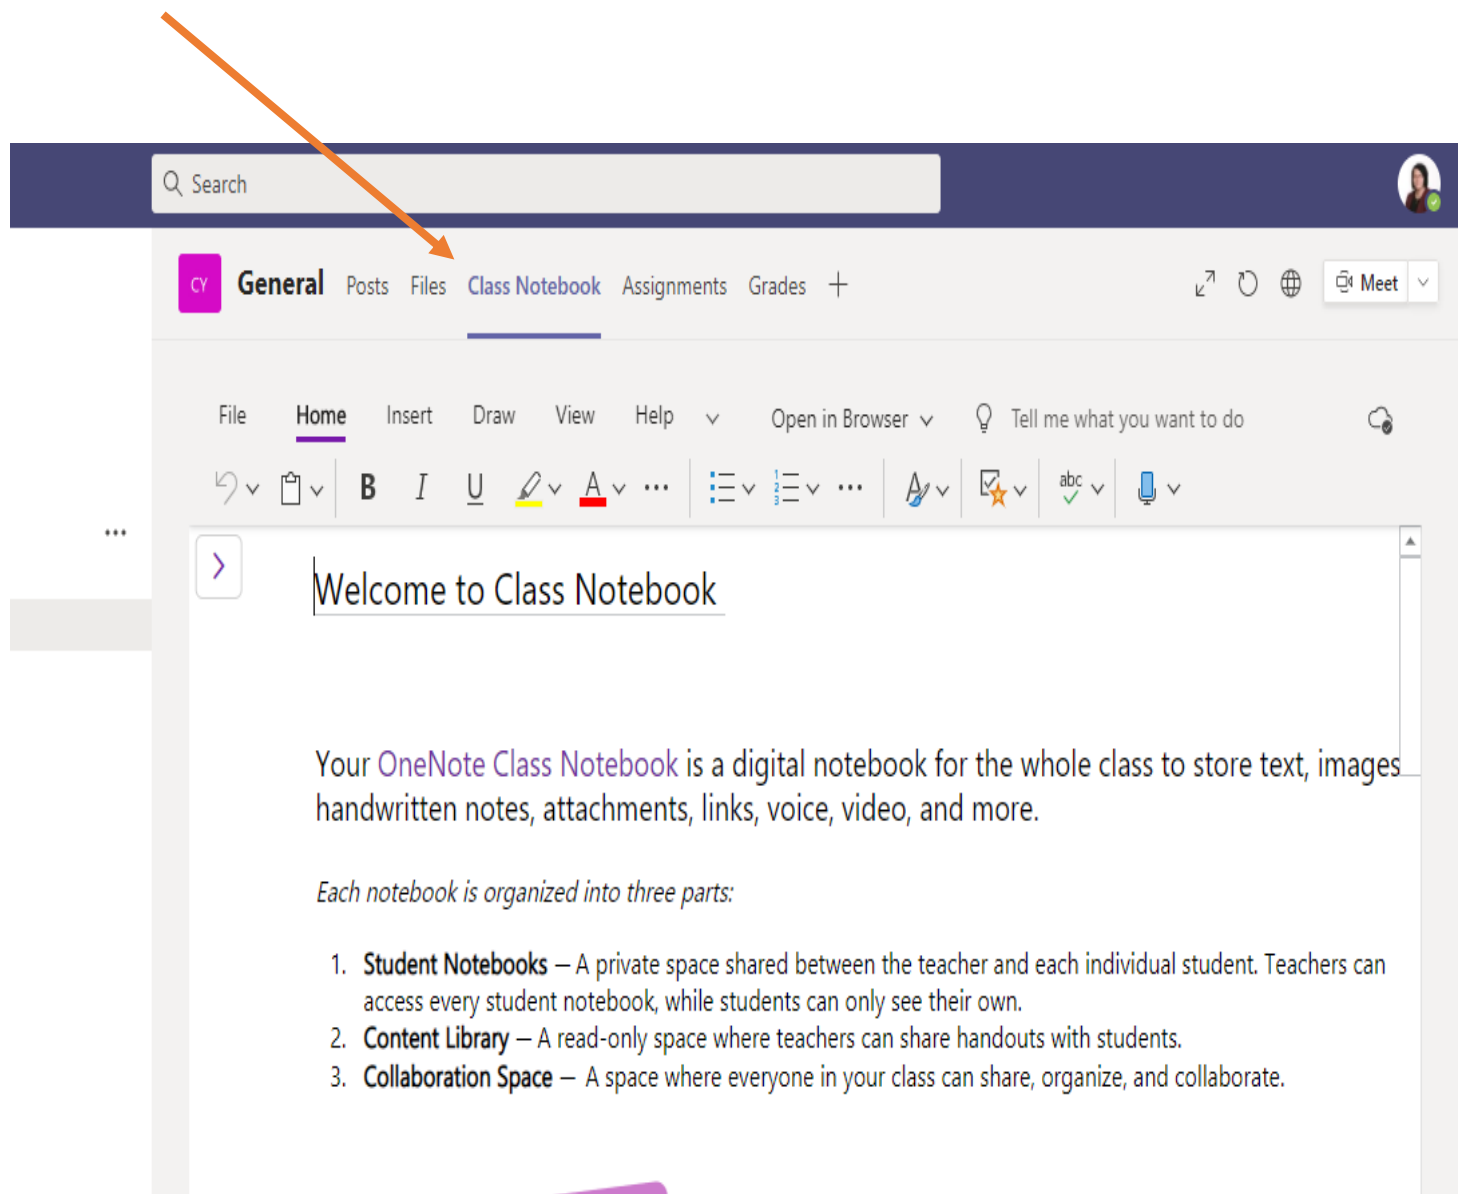 Search
CY General Posts Files Class Notebook Assignments Grades Meet
File Home Insert Draw View Help Open in Browser Tell me what you want to do
B I U A abc
Welcome to Class Notebook
Your OneNote Class Notebook is a digital notebook for the whole class to store text, images
handwritten notes, attachments, links, voice, video, and more.
Each notebook is organized into three parts:
1. Student Notebooks – A private space shared between the teacher and each individual student. Teachers can
access every student notebook, while students can only see their own.
2. Content Library – A read-only space where teachers can share handouts with students.
3. Collaboration Space – A space where everyone in your class can share, organize, and collaborate.